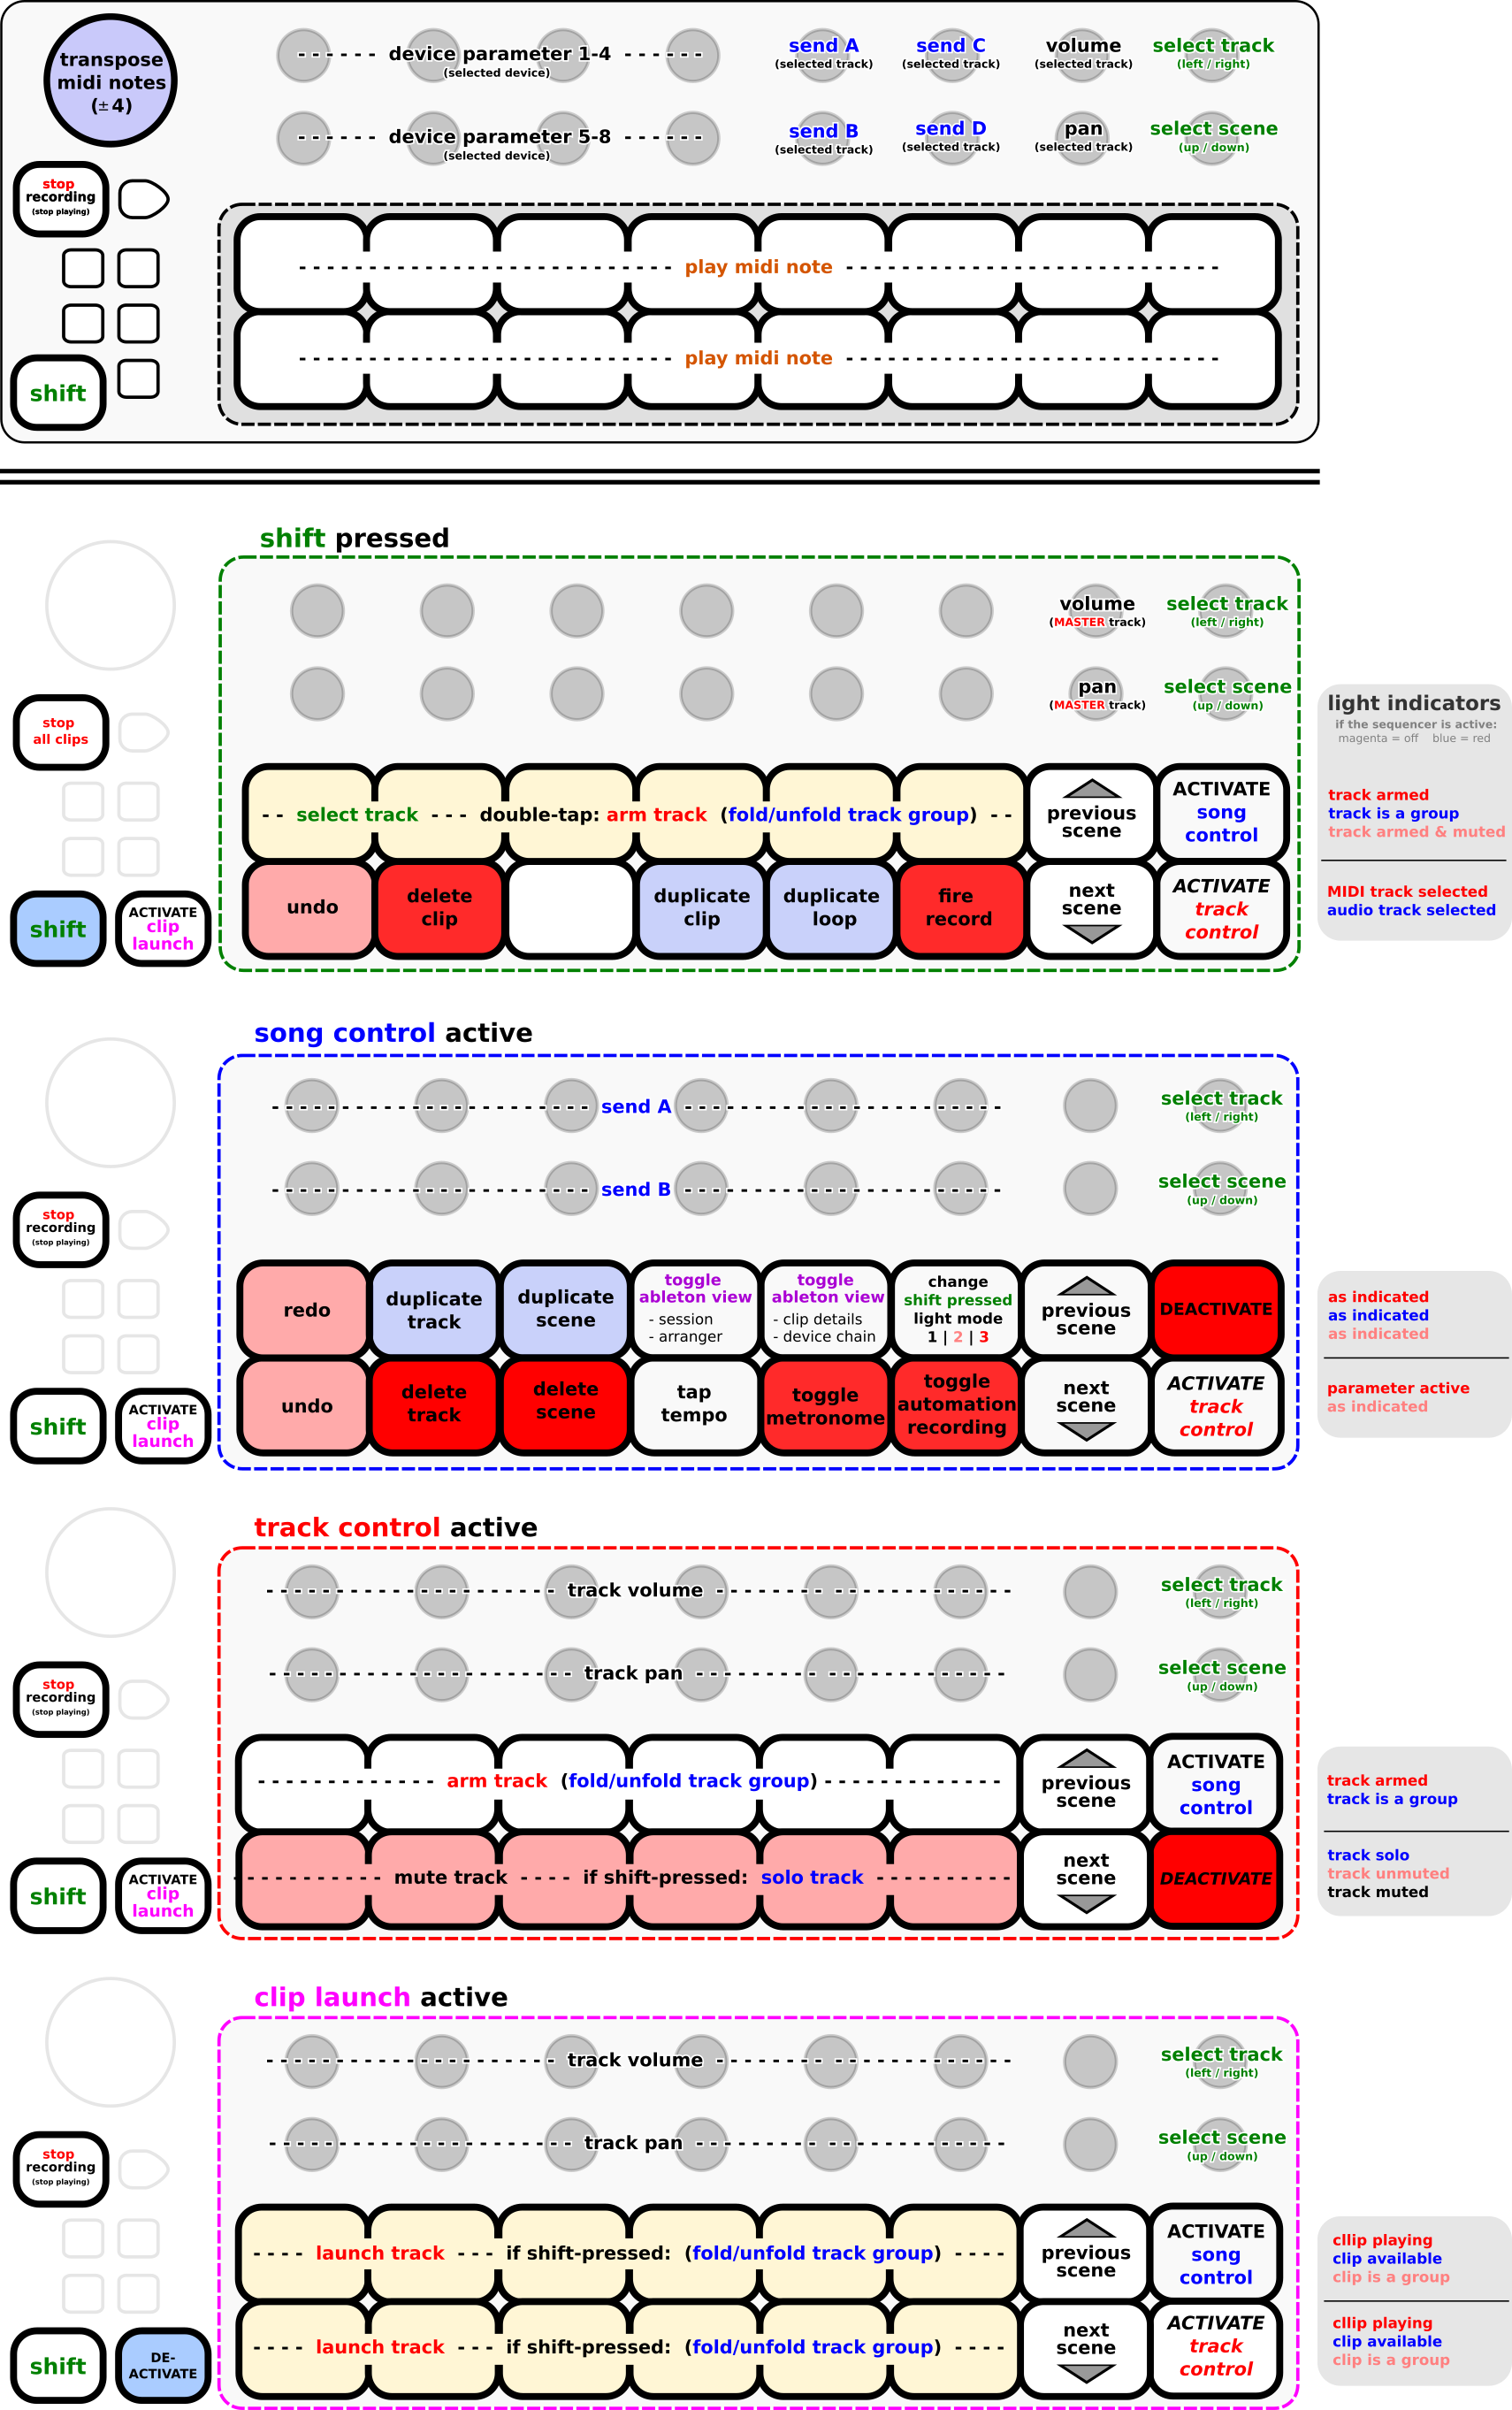 transpose
midi notes
(±4)
device parameter 1-4
(selected device)
send A
(selected track)
send C
(selected track)
volume
(selected track)
select track
(left / right)
device parameter 5-8
(selected device)
send B
(selected track)
send D
(selected track)
pan
(selected track)
select scene
(up / down)
stop
recording
(stop playing)
play midi note
play midi note
shift
shift pressed
volume
(MASTER track)
select track
(left / right)
pan
(MASTER track)
select scene
(up / down)
stop
all clips
-- select track --- double-tap: arm track (fold/unfold track group) --
previous
scene
ACTIVATE
song
control
undo
delete
clip
duplicate
clip
duplicate
loop
fire
record
next
scene
ACTIVATE
track
control
shift
ACTIVATE
clip
launch
light indicators
if the sequencer is active:
magenta = off blue = red
track armed
track is a group
track armed & muted
MIDI track selected
audio track selected
song control active
send A
select track
(left / right)
send B
select scene
(up / down)
stop
recording
(stop playing)
redo
duplicate
track
duplicate
scene
toggle
ableton view
- session
- arranger
toggle
ableton view
- clip details
- device chain
change
shift pressed
light mode
1 | 2 | 3
previous
scene
DEACTIVATE
undo
delete
track
delete
scene
tap
tempo
toggle
metronome
toggle
automation
recording
next
scene
ACTIVATE
track
control
shift
ACTIVATE
clip
launch
as indicated
as indicated
as indicated
parameter active
as indicated
track control active
track volume
select track
(left / right)
track pan
select scene
(up / down)
stop
recording
(stop playing)
arm track (fold/unfold track group)
previous
scene
ACTIVATE
song
control
mute track ---- if shift-pressed: solo track
next
scene
DEACTIVATE
shift
ACTIVATE
clip
launch
track armed
track is a group
track solo
track unmuted
track muted
clip launch active
track volume
select track
(left / right)
track pan
select scene
(up / down)
stop
recording
(stop playing)
---- launch track --- if shift-pressed: (fold/unfold track group) ----
previous
scene
ACTIVATE
song
control
---- launch track --- if shift-pressed: (fold/unfold track group) ----
next
scene
ACTIVATE
track
control
shift
DE-
ACTIVATE
cllip playing
clip available
clip is a group
cllip playing
clip available
clip is a group